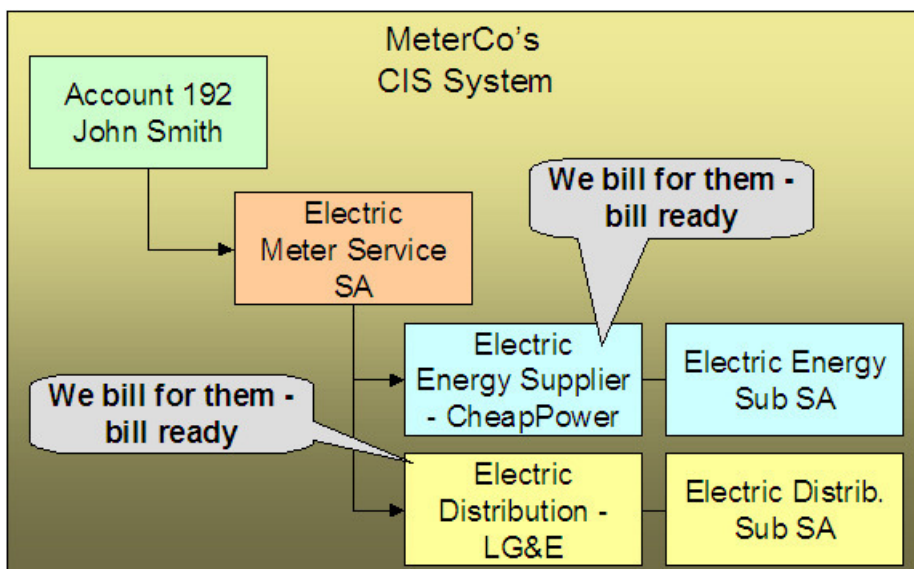 MeterCo's
CIS System
Account 192
John Smith
We bill for them -
bill ready
Electric
Meter Service
SA
Electric
Energy Supplier
- CheapPower
Electric Energy
Sub SA
We bill for them -
bill ready
Electric
Distribution -
LG&E
Electric Distrib.
Sub SA